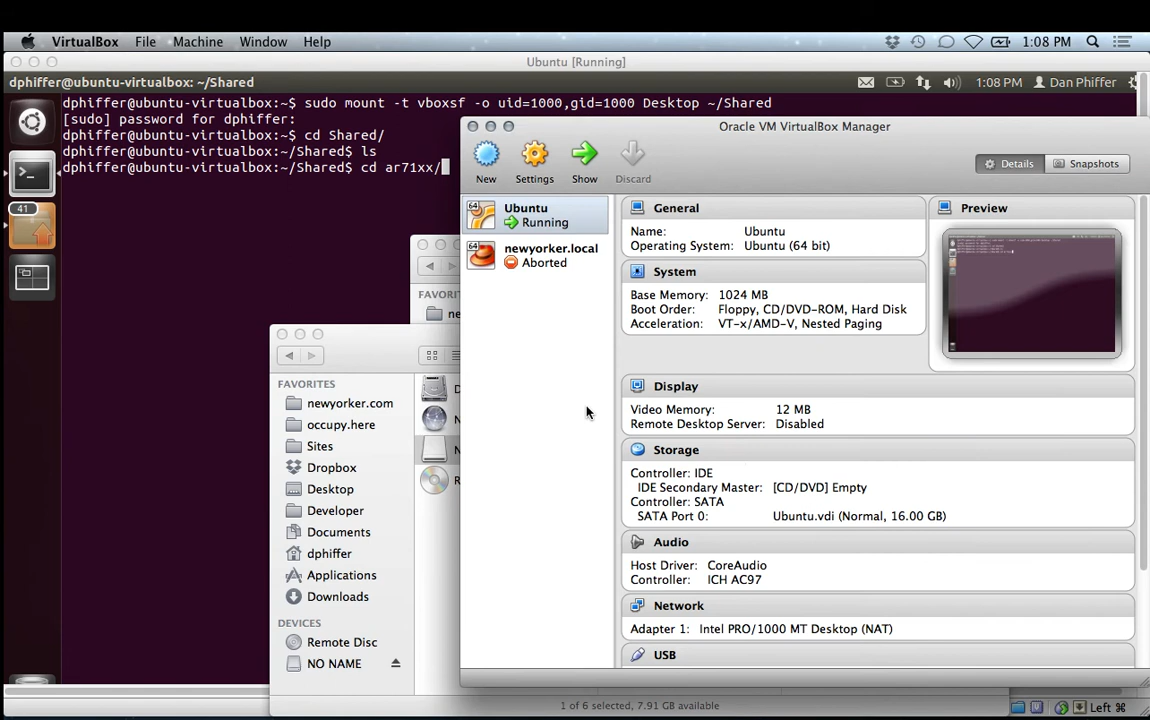 VirtualBox File Machine Window Help 1:08 PM
Ubuntu [Running]
dphiffer@ubuntu-virtualbox: ~/Shared 1:08 PM Dan Phiffer
dphiffer@ubuntu-virtualbox:~$ sudo mount -t vboxsf -o uid=1000,gid=1000 Desktop ~/Shared
[sudo] password for dphiffer:
dphiffer@ubuntu-virtualbox:~$ cd Shared/
dphiffer@ubuntu-virtualbox:~/Shared$ ls
dphiffer@ubuntu-virtualbox:~/Shared$ cd ar71xx/
41
Oracle VM VirtualBox Manager
New Settings Show Discard
Details Snapshots
64 Ubuntu
Running
64 newyorker.local
Aborted
General
Name: Ubuntu
Operating System: Ubuntu (64 bit)
System
Base Memory: 1024 MB
Boot Order: Floppy, CD/DVD-ROM, Hard Disk
Acceleration: VT-x/AMD-V, Nested Paging
Preview
Display
Video Memory: 12 MB
Remote Desktop Server: Disabled
Storage
Controller: IDE
IDE Secondary Master: [CD/DVD] Empty
Controller: SATA
SATA Port 0: Ubuntu.vdi (Normal, 16.00 GB)
Audio
Host Driver: CoreAudio
Controller: ICH AC97
Network
Adapter 1: Intel PRO/1000 MT Desktop (NAT)
USB
FAVORI
ne
FAVORITES
newyorker.com
occupy.here
Sites
Dropbox
Desktop
Developer
Documents
dphiffer
Applications
Downloads
DEVICES
Remote Disc
NO NAME
D
N
N
R
1 of 6 selected, 7.91 GB available
Left ⌘